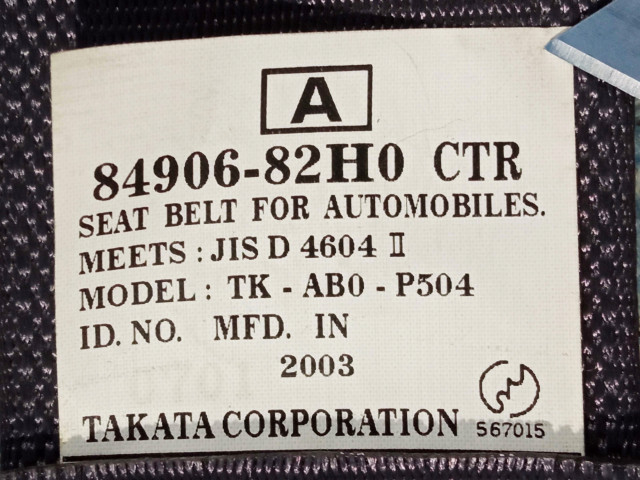 A
84906-82H0 CTR
SEAT BELT FOR AUTOMOBILES.
MEETS : JIS D 4604 Ⅱ
MODEL : TK - AB0 - P504
ID. NO. MFD. IN
2003
TAKATA CORPORATION 567015